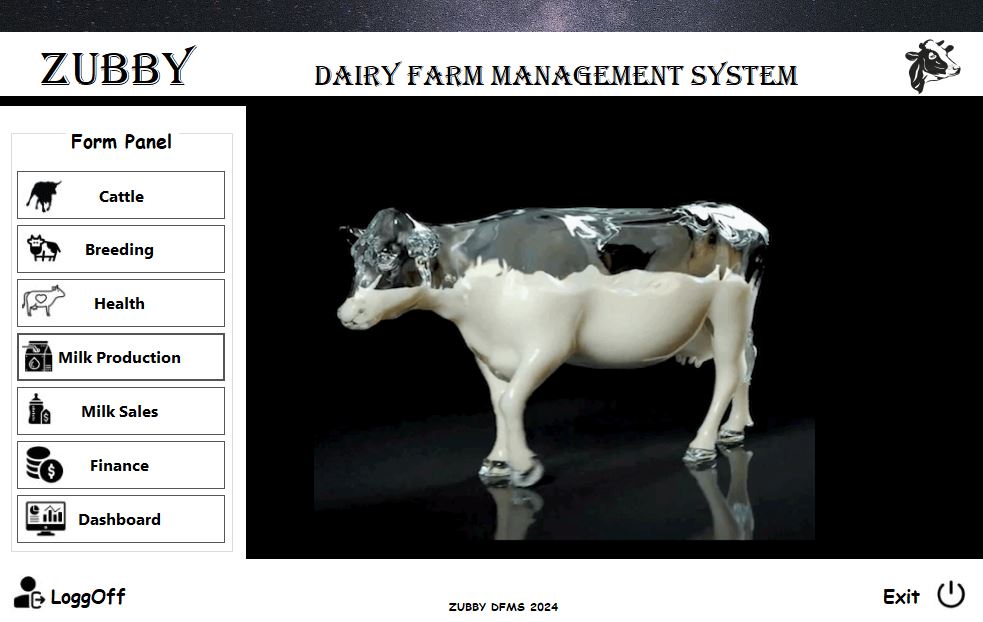 ZUBBY
DAIRY FARM MANAGEMENT SYSTEM
Form Panel
Cattle
Breeding
Health
Milk Production
Milk Sales
Finance
Dashboard
LoggOff
ZUBBY DFMS 2024
Exit